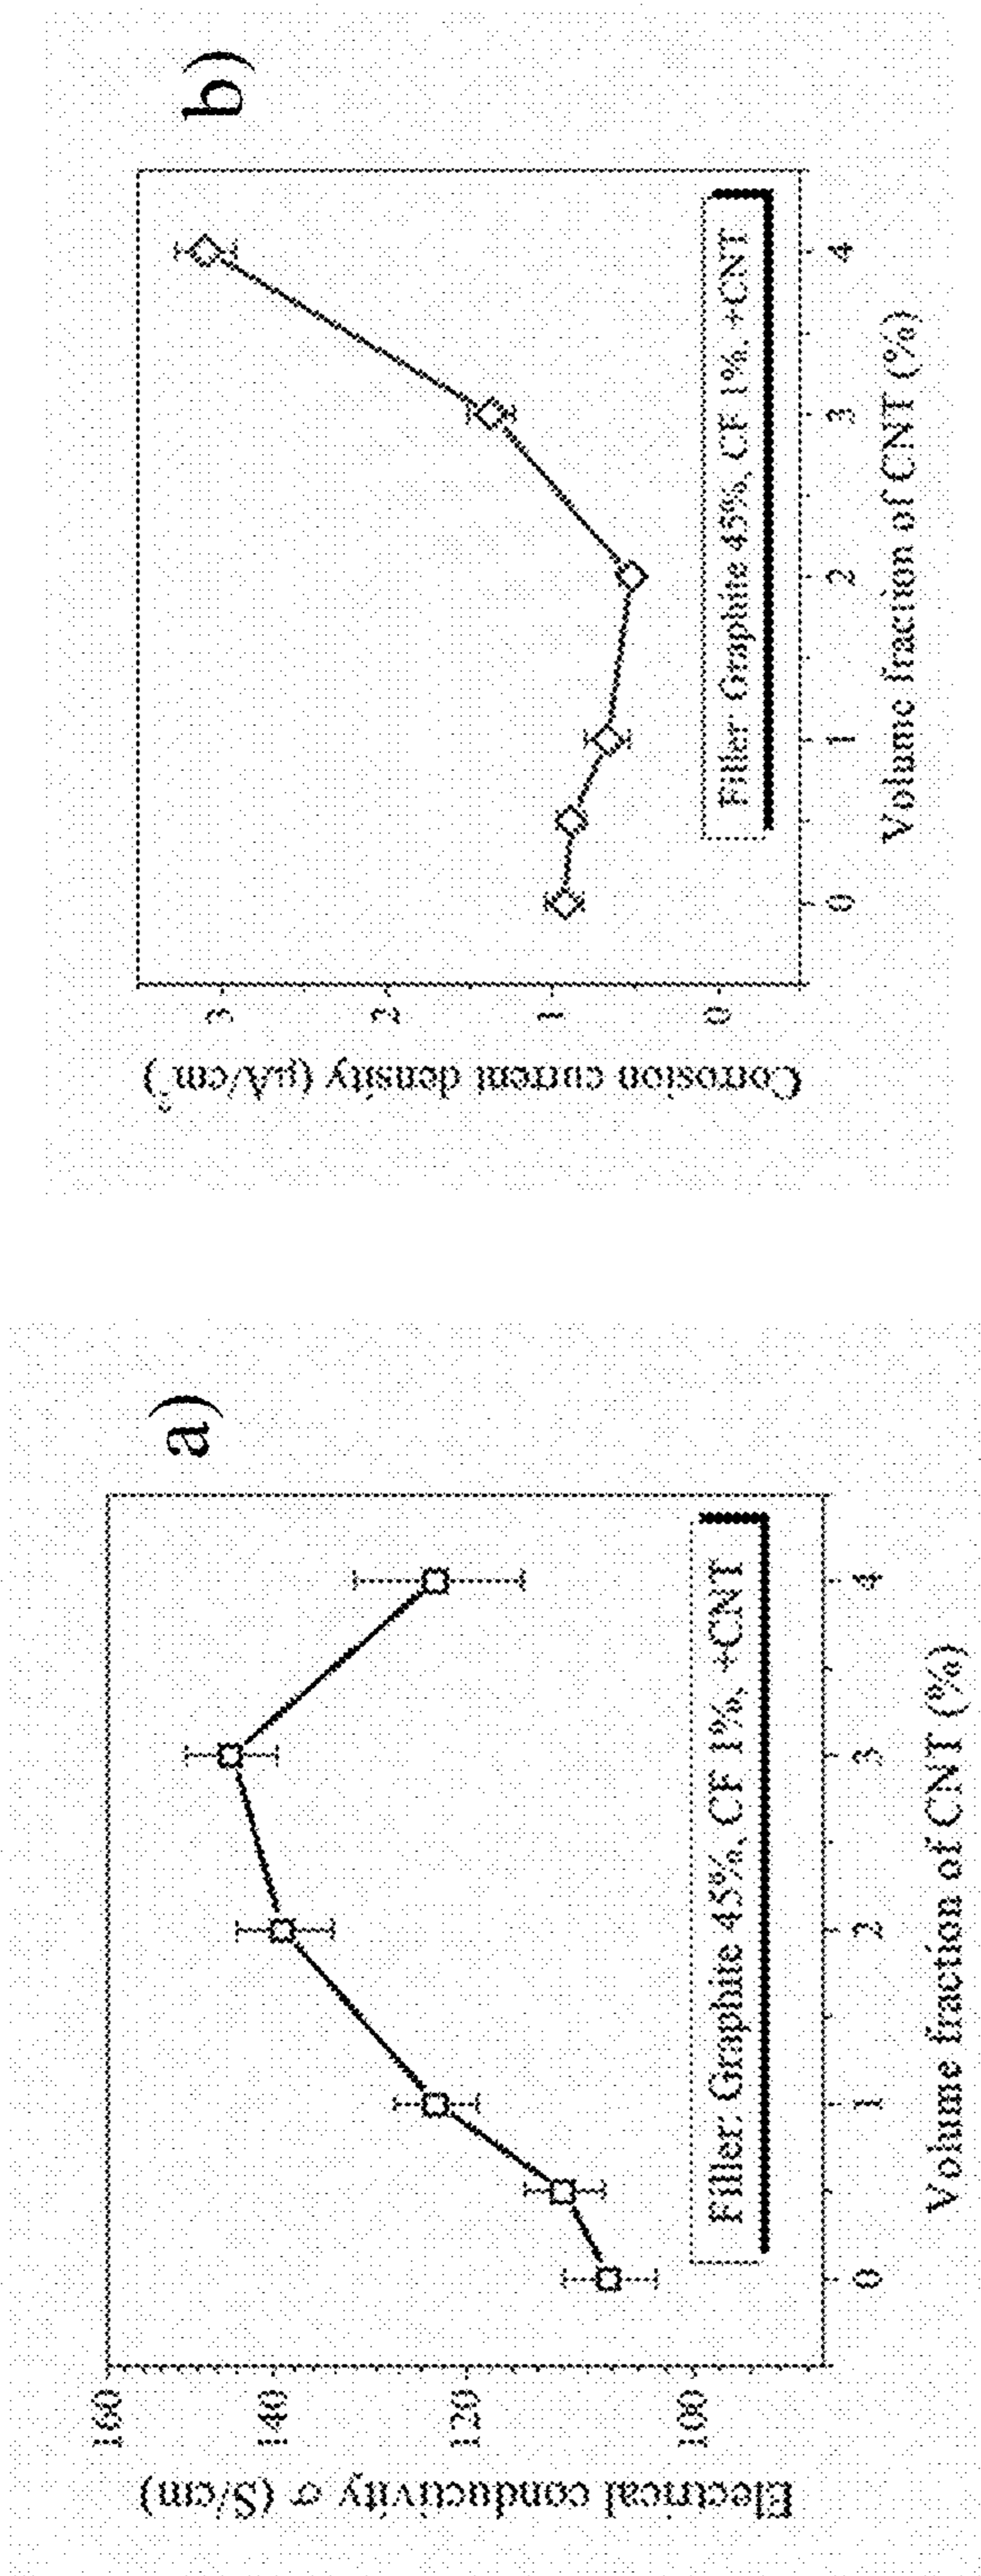 a)
Electrical conductivity σ (S/cm)
160
140
120
100
Filler: Graphite 45%, CF 1%, +CNT
0 1 2 3 4
Volume fraction of CNT (%)
b)
Corrosion current density (μA/cm²)
3
2
1
0
Filler: Graphite 45%, CF 1%, +CNT
0 1 2 3 4
Volume fraction of CNT (%)